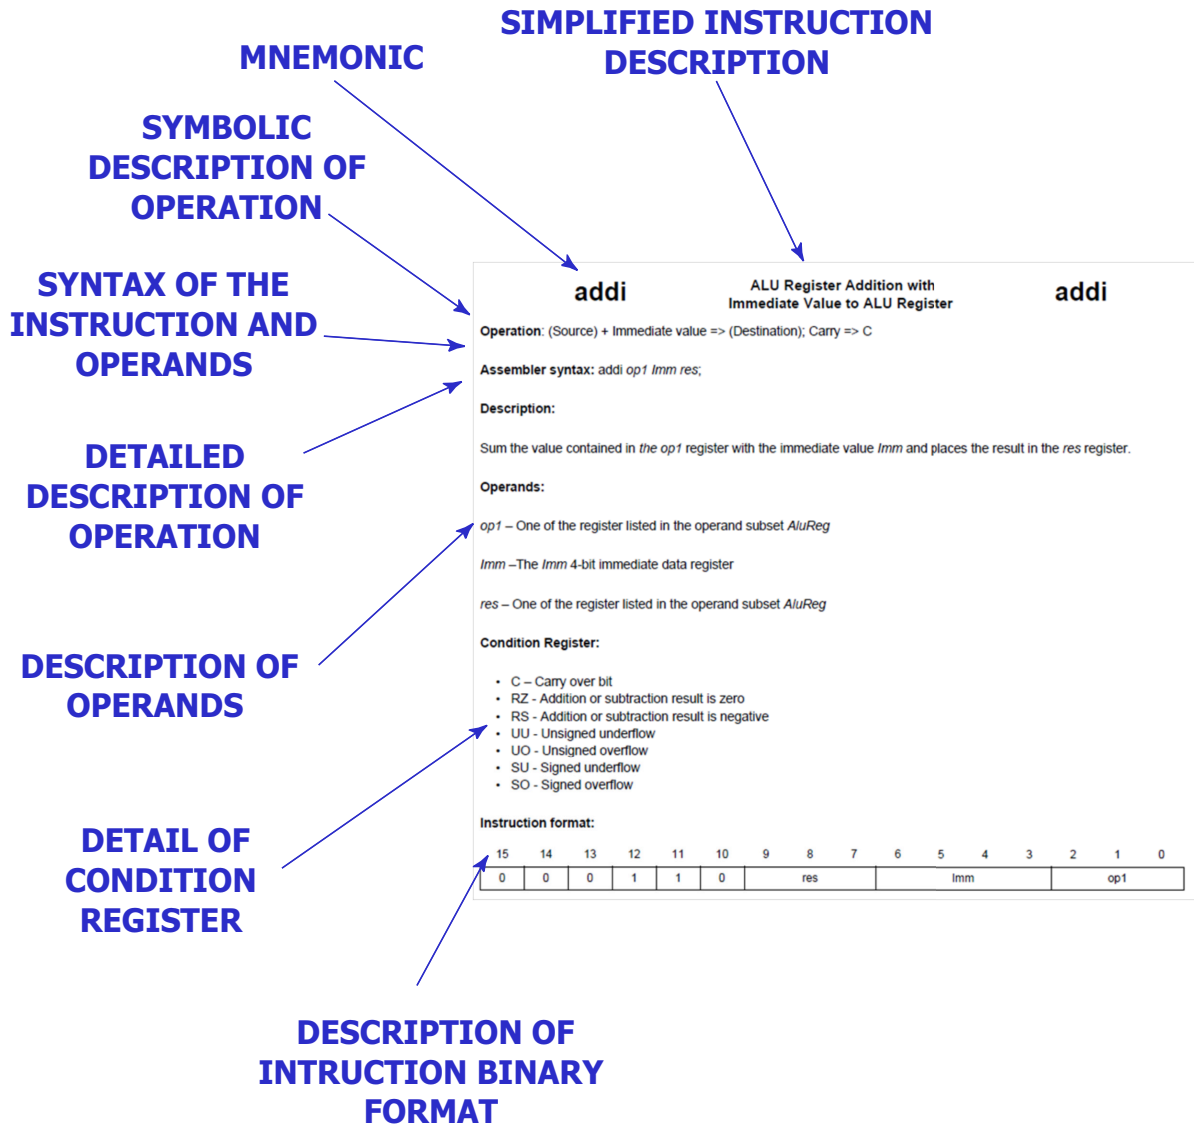 SIMPLIFIED INSTRUCTION
DESCRIPTION
MNEMONIC
SYMBOLIC
DESCRIPTION OF
OPERATION
SYNTAX OF THE
INSTRUCTION AND
OPERANDS
DETAILED
DESCRIPTION OF
OPERATION
DESCRIPTION OF
OPERANDS
DETAIL OF
CONDITION
REGISTER
DESCRIPTION OF
INTRUCTION BINARY
FORMAT
addi
ALU Register Addition with
Immediate Value to ALU Register
addi
Operation: (Source) + Immediate value => (Destination); Carry => C
Assembler syntax: addi op1 Imm res;
Description:
Sum the value contained in the op1 register with the immediate value Imm and places the result in the res register.
Operands:
op1 – One of the register listed in the operand subset AluReg
Imm –The Imm 4-bit immediate data register
res – One of the register listed in the operand subset AluReg
Condition Register:
• C – Carry over bit
• RZ - Addition or subtraction result is zero
• RS - Addition or subtraction result is negative
• UU - Unsigned underflow
• UO - Unsigned overflow
• SU - Signed underflow
• SO - Signed overflow
Instruction format:
15 14 13 12 11 10 9 8 7 6 5 4 3 2 1 0
0 0 0 1 1 0 res Imm op1